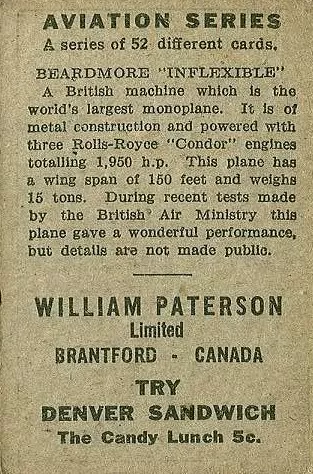 AVIATION SERIES
A series of 52 different cards.
BEARDMORE "INFLEXIBLE"
A British machine which is the
world's largest monoplane. It is of
metal construction and powered with
three Rolls-Royce "Condor" engines
totalling 1,950 h.p. This plane has
a wing span of 150 feet and weighs
15 tons. During recent tests made
by the British Air Ministry this
plane gave a wonderful performance,
but details are not made public.
WILLIAM PATERSON
Limited
BRANTFORD - CANADA
TRY
DENVER SANDWICH
The Candy Lunch 5c.